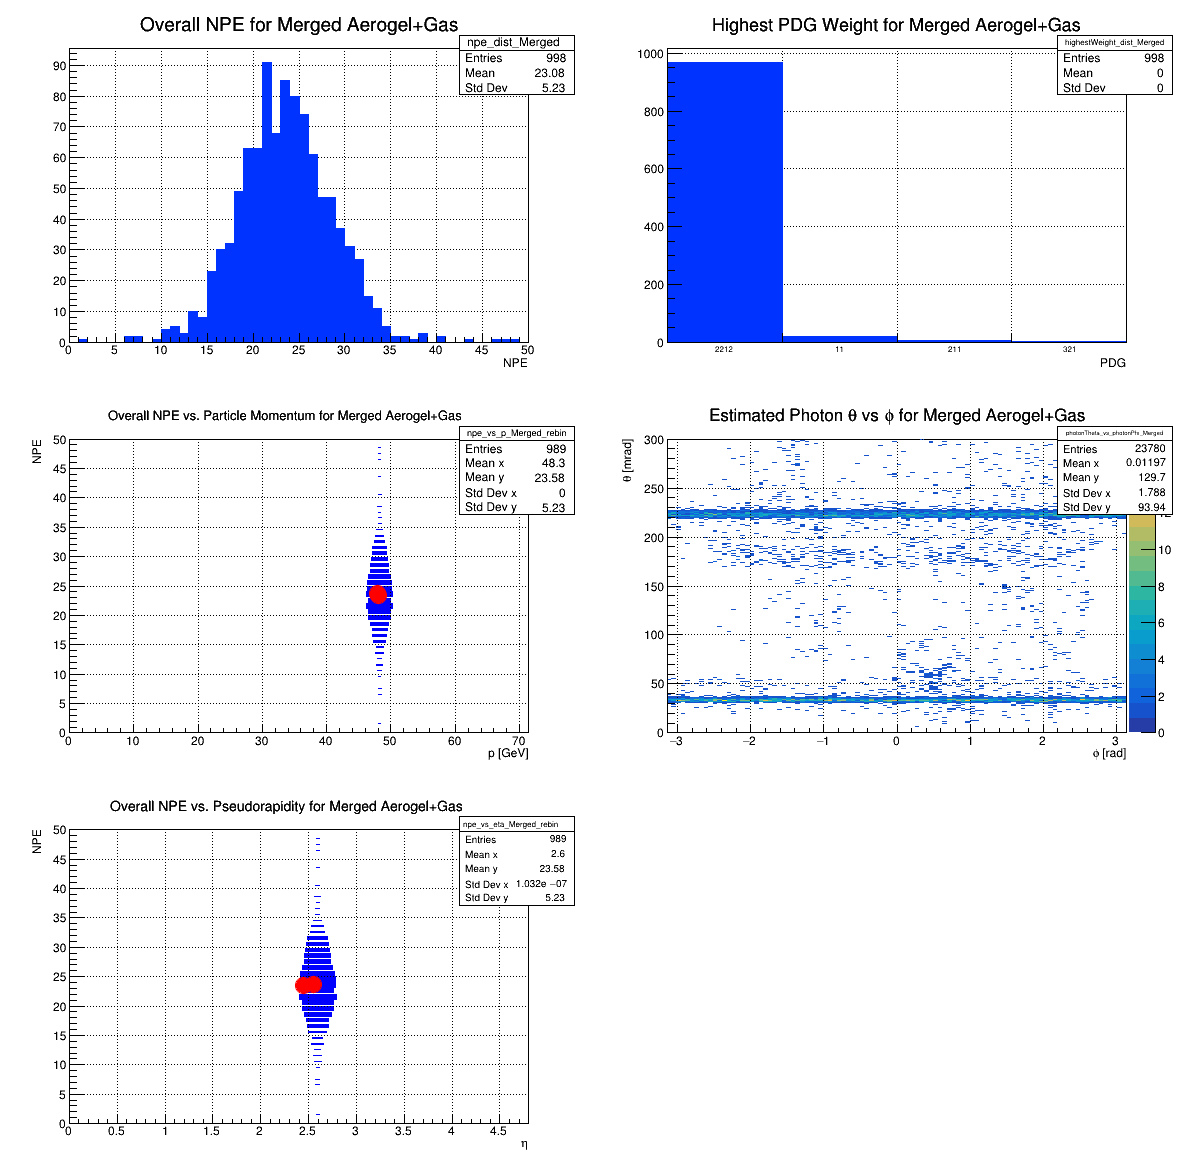 Overall NPE for Merged Aerogel+Gas
npe_dist_Merged
Entries 998
Mean 23.08
Std Dev 5.23
90
80
70
60
50
40
30
20
10
0
0 5 10 15 20 25 30 35 40 45 50
NPE
Highest PDG Weight for Merged Aerogel+Gas
highestWeight_dist_Merged
Entries 998
Mean 0
Std Dev 0
1000
800
600
400
200
0
2212 11 211 321
PDG
Overall NPE vs. Particle Momentum for Merged Aerogel+Gas
npe_vs_p_Merged_rebin
Entries 989
Mean x 48.3
Mean y 23.58
Std Dev x 0
Std Dev y 5.23
NPE
50
45
40
35
30
25
20
15
10
5
0
0 10 20 30 40 50 60 70
p [GeV]
Estimated Photon θ vs ϕ for Merged Aerogel+Gas
photonTheta_vs_photonPhi_Merged
Entries 23780
Mean x 0.01197
Mean y 129.7
Std Dev x 1.788
Std Dev y 93.94
θ [mrad]
300
250
200
150
100
50
0
−3 −2 −1 0 1 2 3
ϕ [rad]
10
8
6
4
2
0
Overall NPE vs. Pseudorapidity for Merged Aerogel+Gas
npe_vs_eta_Merged_rebin
Entries 989
Mean x 2.6
Mean y 23.58
Std Dev x 1.032e −07
Std Dev y 5.23
NPE
50
45
40
35
30
25
20
15
10
5
0
0 0.5 1 1.5 2 2.5 3 3.5 4 4.5
η